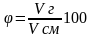 φ = V г / V см 100